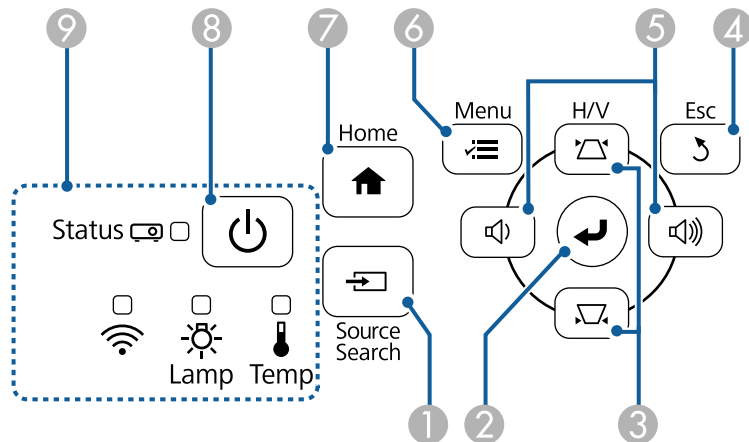 9 8 7 6 5 4
Menu H/V Esc
Home
Status
Source
Search
Lamp Temp
1 2 3